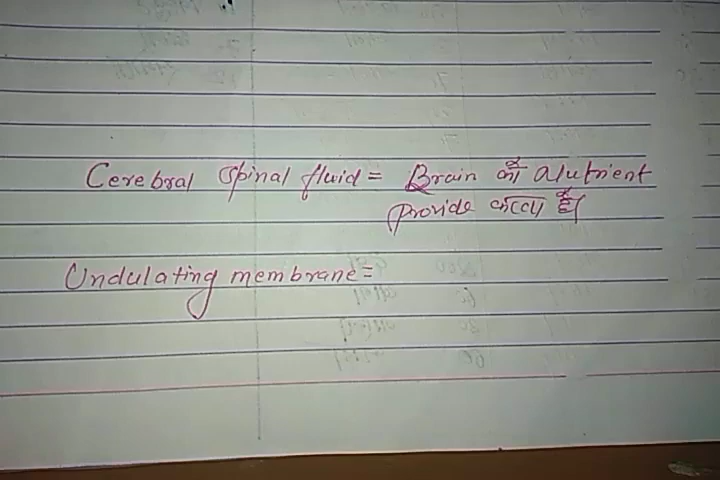 Cerebral Spinal fluid = Brain को Nutrient
Provide करता है
Undulating membrane =